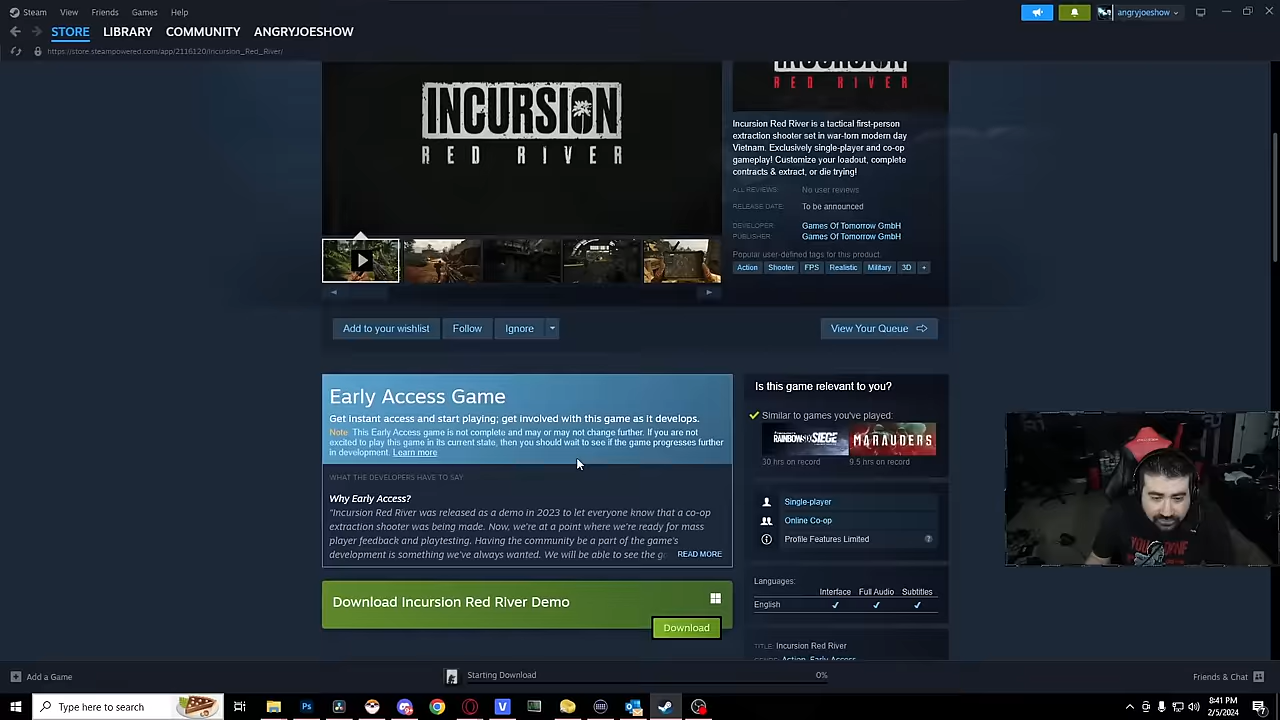 Steam View Friends Games Help
angryjoeshow
STORE LIBRARY COMMUNITY ANGRYJOESHOW
https://store.steampowered.com/app/2116120/Incursion_Red_River/
INCURSION
RED RIVER
RED RIVER
Incursion Red River is a tactical first-person
extraction shooter set in war-torn modern day
Vietnam. Exclusively single-player and co-op
gameplay! Customize your loadout, complete
contracts & extract, or die trying!
ALL REVIEWS: No user reviews
RELEASE DATE: To be announced
DEVELOPER: Games Of Tomorrow GmbH
PUBLISHER: Games Of Tomorrow GmbH
Popular user-defined tags for this product:
Action Shooter FPS Realistic Military 3D +
Add to your wishlist Follow Ignore
View Your Queue
Early Access Game
Get instant access and start playing; get involved with this game as it develops.
Note: This Early Access game is not complete and may or may not change further. If you are not
excited to play this game in its current state, then you should wait to see if the game progresses further
in development. Learn more
WHAT THE DEVELOPERS HAVE TO SAY:
Why Early Access?
"Incursion Red River was released as a demo in 2023 to let everyone know that a co-op
extraction shooter was being made. Now, we're at a point where we're ready for mass
player feedback and playtesting. Having the community be a part of the game's
development is something we've always wanted. We will be able to see the
READ MORE
Download Incursion Red River Demo
Download
Is this game relevant to you?
Similar to games you've played:
RAINBOW SIEGE MARAUDERS
30 hrs on record 9.5 hrs on record
Single-player
Online Co-op
Profile Features Limited ?
Languages:
Interface Full Audio Subtitles
English
TITLE: Incursion Red River
GENRE: Action, Early Access
Add a Game
Starting Download 0%
Friends & Chat
Type here to search
8:41 PM
2/5/2024